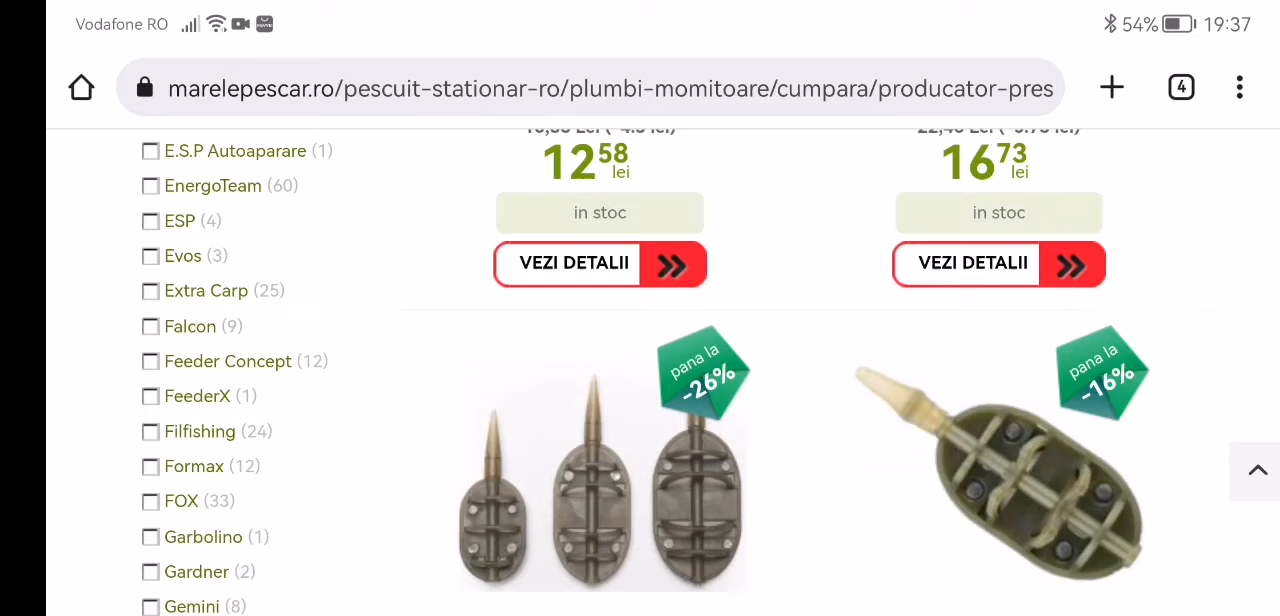 Vodafone RO
54% 19:37
marelepescar.ro/pescuit-stationar-ro/plumbi-momitoare/cumpara/producator-pres
4
E.S.P Autoaparare (1)
EnergoTeam (60)
ESP (4)
Evos (3)
Extra Carp (25)
Falcon (9)
Feeder Concept (12)
FeederX (1)
Filfishing (24)
Formax (12)
FOX (33)
Garbolino (1)
Gardner (2)
Gemini (8)
12 58 lei
in stoc
VEZI DETALII
16 73 lei
in stoc
VEZI DETALII
pana la
-26%
pana la
-16%